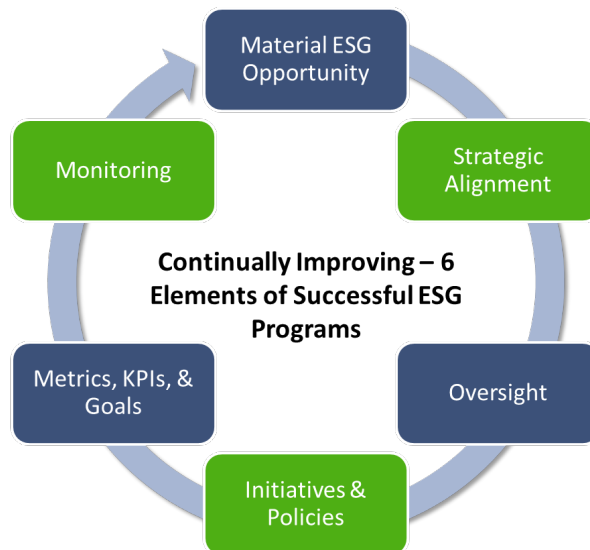 Material ESG
Opportunity
Strategic
Alignment
Oversight
Initiatives &
Policies
Metrics, KPIs, &
Goals
Monitoring
Continually Improving – 6
Elements of Successful ESG
Programs